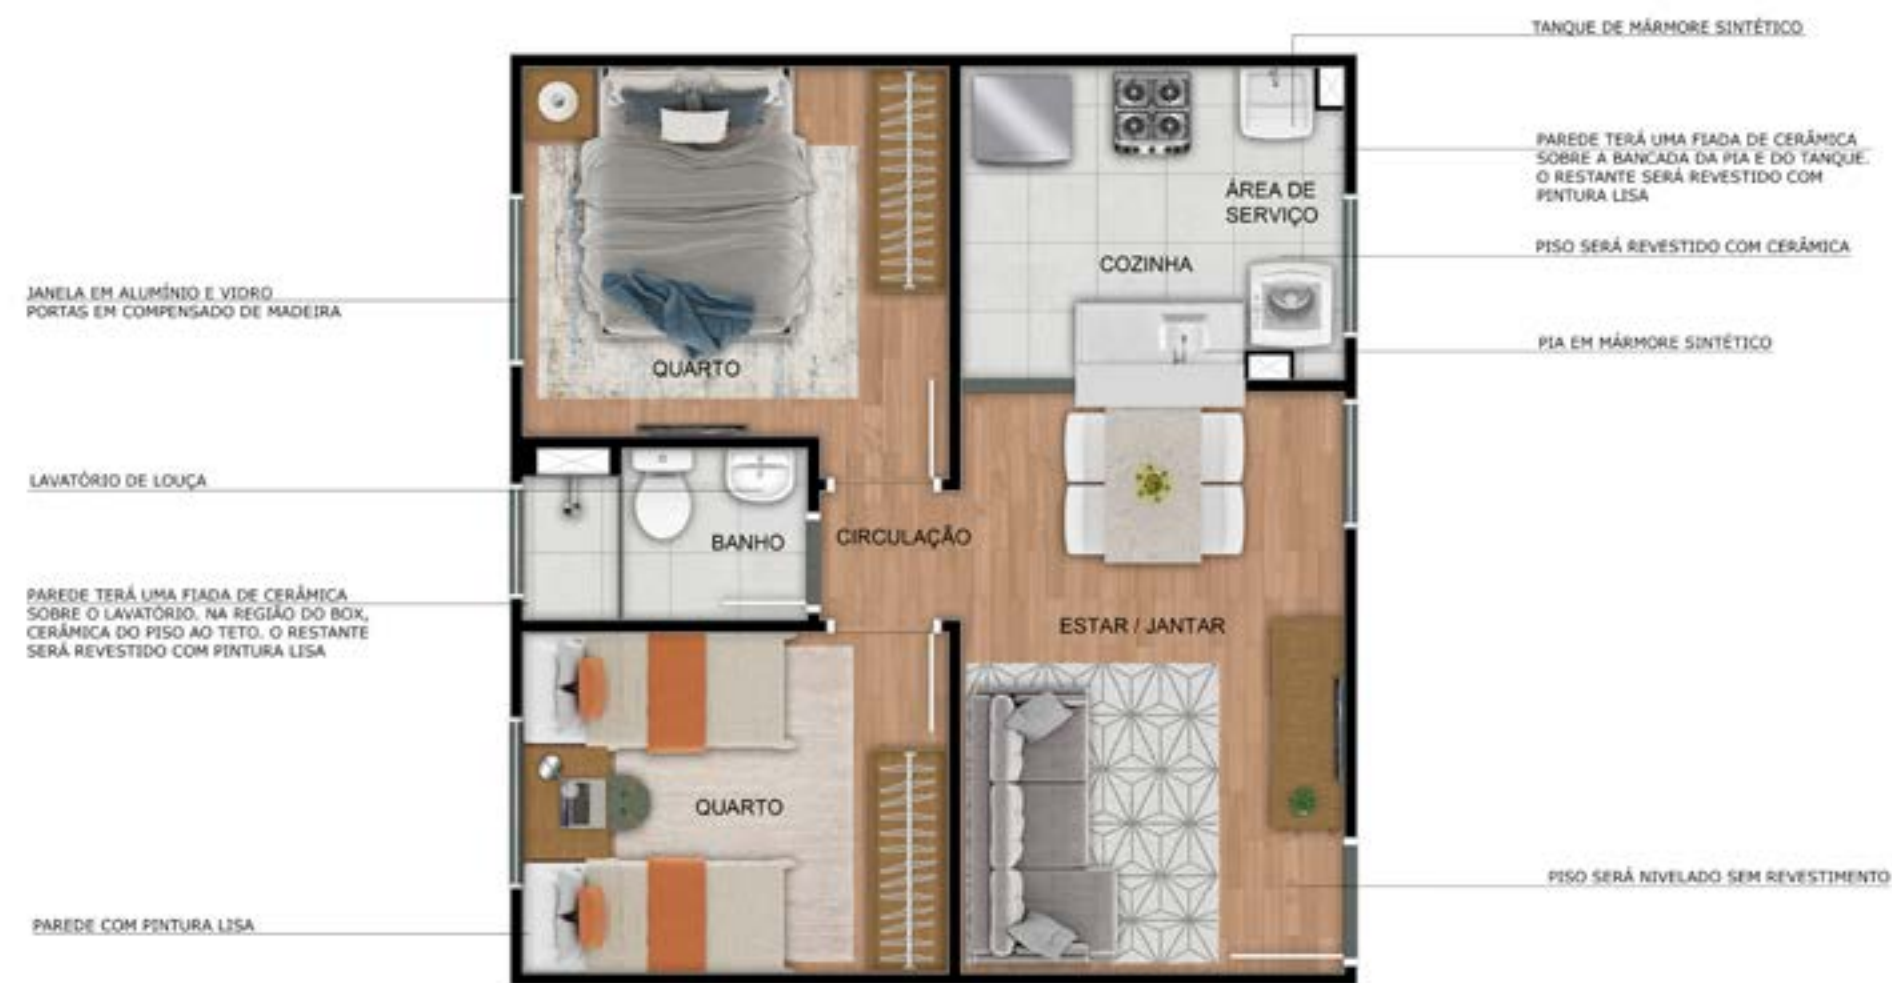 TANQUE DE MÁRMORE SINTÉTICO
PAREDE TERÁ UMA FIADA DE CERÂMICA
SOBRE A BANCADA DA PIA E DO TANQUE.
O RESTANTE SERÁ REVESTIDO COM
PINTURA LISA
ÁREA DE
SERVIÇO
PISO SERÁ REVESTIDO COM CERÂMICA
COZINHA
JANELA EM ALUMÍNIO E VIDRO
PORTAS EM COMPENSADO DE MADEIRA
PIA EM MÁRMORE SINTÉTICO
QUARTO
LAVATÓRIO DE LOUÇA
BANHO
CIRCULAÇÃO
PAREDE TERÁ UMA FIADA DE CERÂMICA
SOBRE O LAVATÓRIO. NA REGIÃO DO BOX,
CERÂMICA DO PISO AO TETO. O RESTANTE
SERÁ REVESTIDO COM PINTURA LISA
ESTAR / JANTAR
QUARTO
PISO SERÁ NIVELADO SEM REVESTIMENTO
PAREDE COM PINTURA LISA